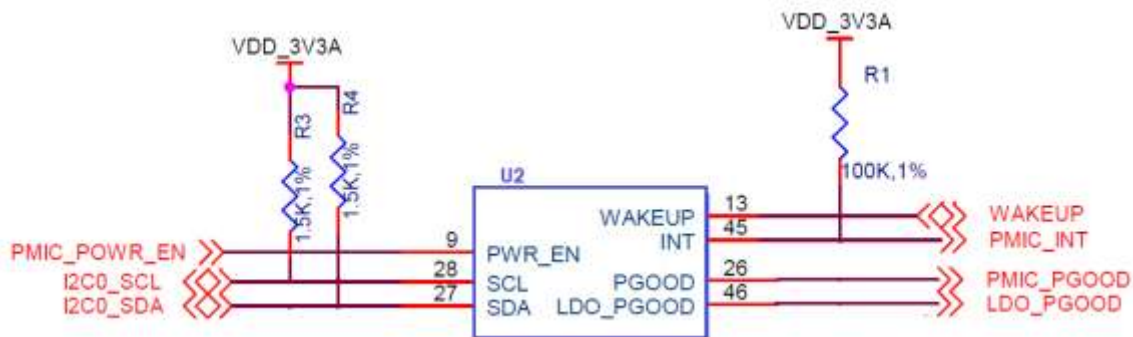 VDD_3V3A
VDD_3V3A
R1
R3
R4
1.5K,1%
1.5K,1%
100K,1%
U2
WAKEUP
13
WAKEUP
INT
45
PMIC_INT
PMIC_POWR_EN
9
PWR_EN
I2C0_SCL
28
SCL
PGOOD
26
PMIC_PGOOD
I2C0_SDA
27
SDA
LDO_PGOOD
46
LDO_PGOOD